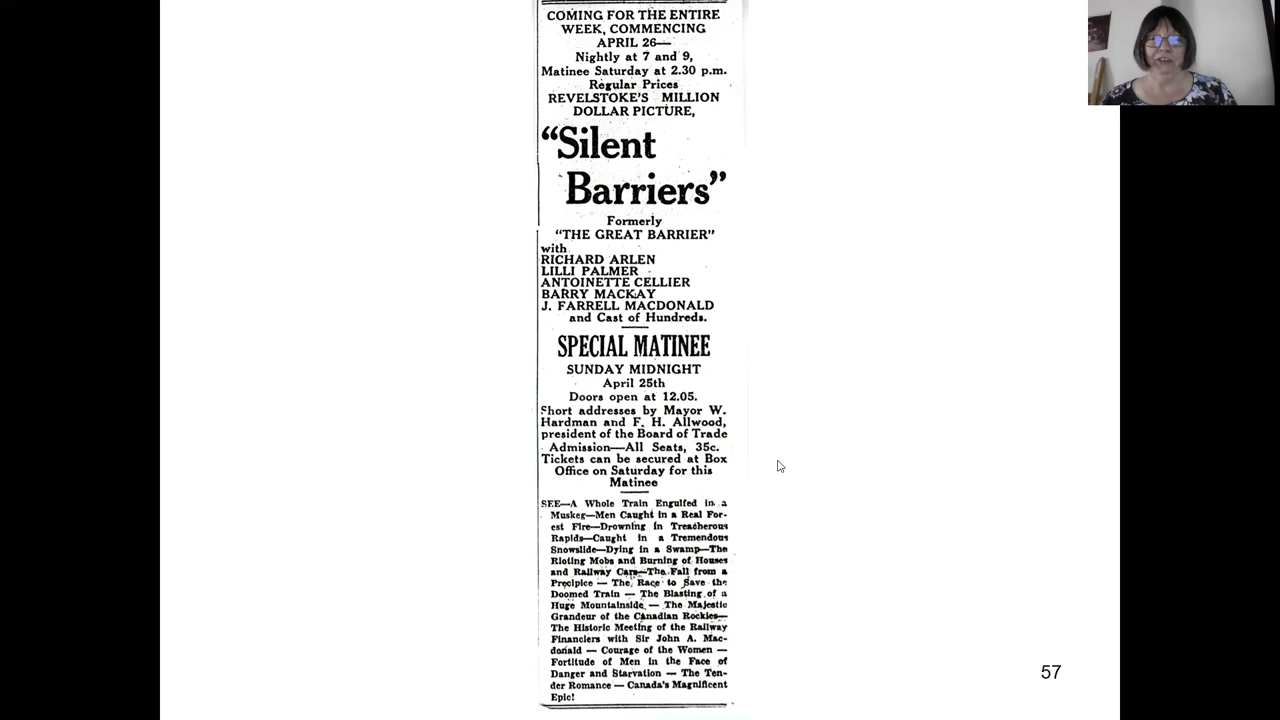 COMING FOR THE ENTIRE
WEEK, COMMENCING
APRIL 26—
Nightly at 7 and 9,
Matinee Saturday at 2.30 p.m.
Regular Prices
REVELSTOKE'S MILLION
DOLLAR PICTURE,
“Silent
Barriers”
Formerly
“THE GREAT BARRIER”
with
RICHARD ARLEN
LILLI PALMER
ANTOINETTE CELLIER
BARRY MACKAY
J. FARRELL MACDONALD
and Cast of Hundreds.
SPECIAL MATINEE
SUNDAY MIDNIGHT
April 25th
Doors open at 12.05.
Short addresses by Mayor W.
Hardman and F. H. Allwood,
president of the Board of Trade
Admission—All Seats, 35c.
Tickets can be secured at Box
Office on Saturday for this
Matinee
SEE—A Whole Train Engulfed in a
Muskeg—Men Caught in a Real For-
est Fire—Drowning in Treacherous
Rapids—Caught in a Tremendous
Snowslide—Dying in a Swamp—The
Rioting Mobs and Burning of Houses
and Railway Cars—The Fall from a
Precipice — The Race to Save the
Doomed Train — The Blasting of a
Huge Mountainside — The Majestic
Grandeur of the Canadian Rockies—
The Historic Meeting of the Railway
Financiers with Sir John A. Mac-
donald — Courage of the Women —
Fortitude of Men in the Face of
Danger and Starvation — The Ten-
der Romance — Canada's Magnificent
Epic!
57